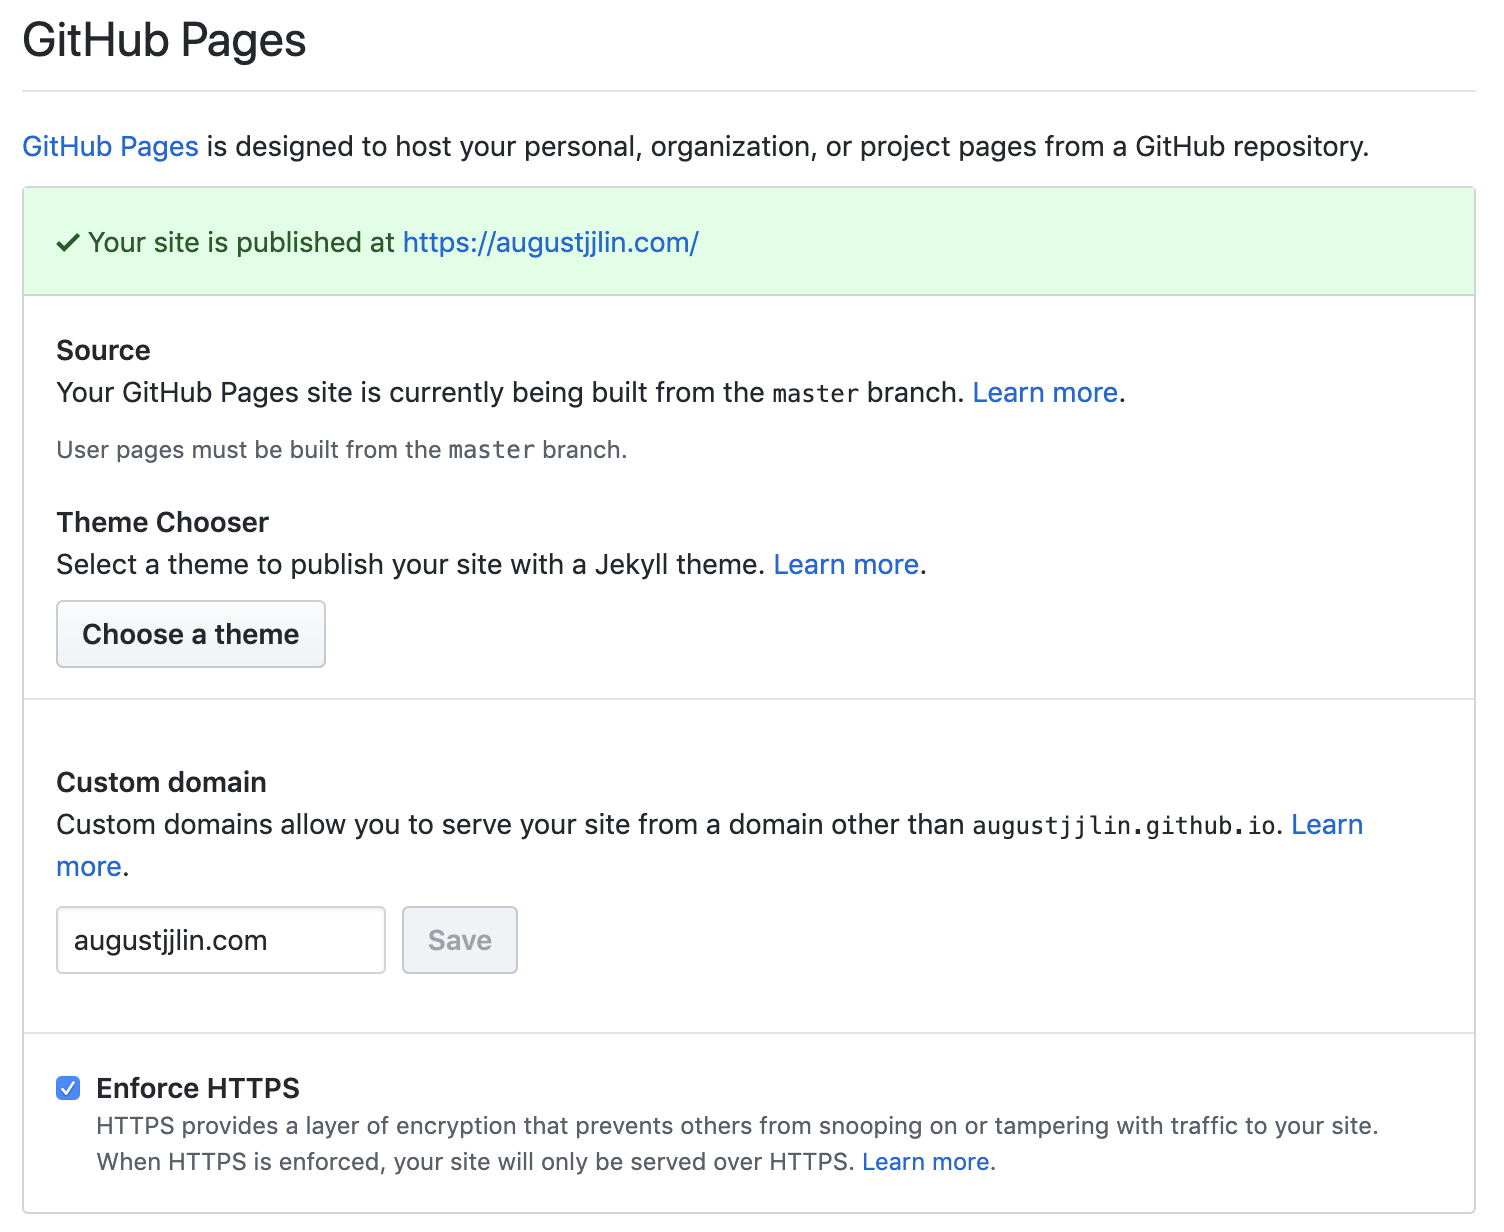 GitHub Pages
GitHub Pages is designed to host your personal, organization, or project pages from a GitHub repository.
Your site is published at https://augustjjlin.com/
Source
Your GitHub Pages site is currently being built from the master branch. Learn more.
User pages must be built from the master branch.
Theme Chooser
Select a theme to publish your site with a Jekyll theme. Learn more.
Choose a theme
Custom domain
Custom domains allow you to serve your site from a domain other than augustjjlin.github.io. Learn
more.
augustjjlin.com Save
Enforce HTTPS
HTTPS provides a layer of encryption that prevents others from snooping on or tampering with traffic to your site.
When HTTPS is enforced, your site will only be served over HTTPS. Learn more.